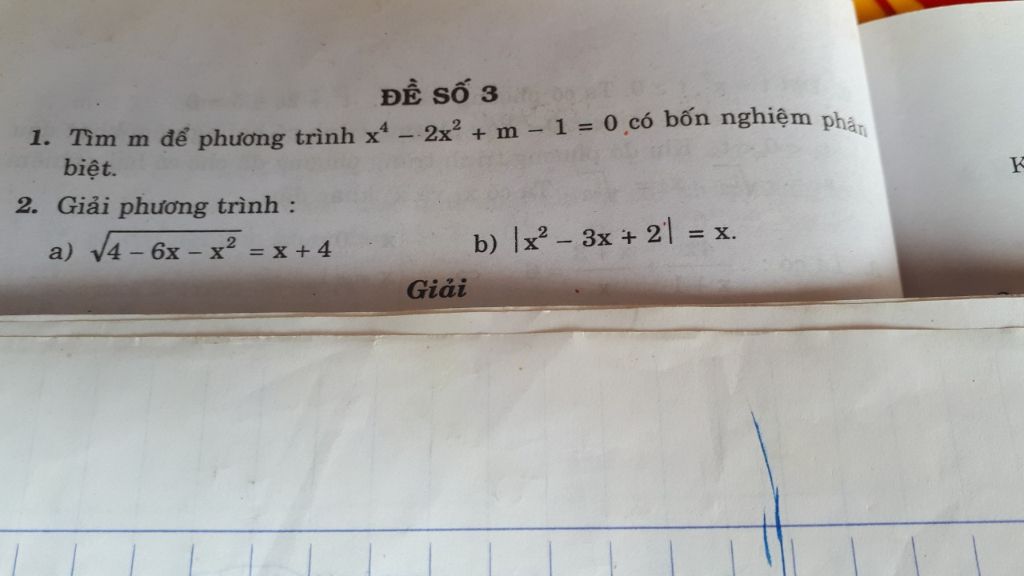 ĐỀ SỐ 3
1. Tìm m để phương trình x⁴ − 2x² + m − 1 = 0 có bốn nghiệm phân
biệt.
2. Giải phương trình :
a) √(4 − 6x − x²) = x + 4 b) |x² − 3x + 2| = x.
Giải
K